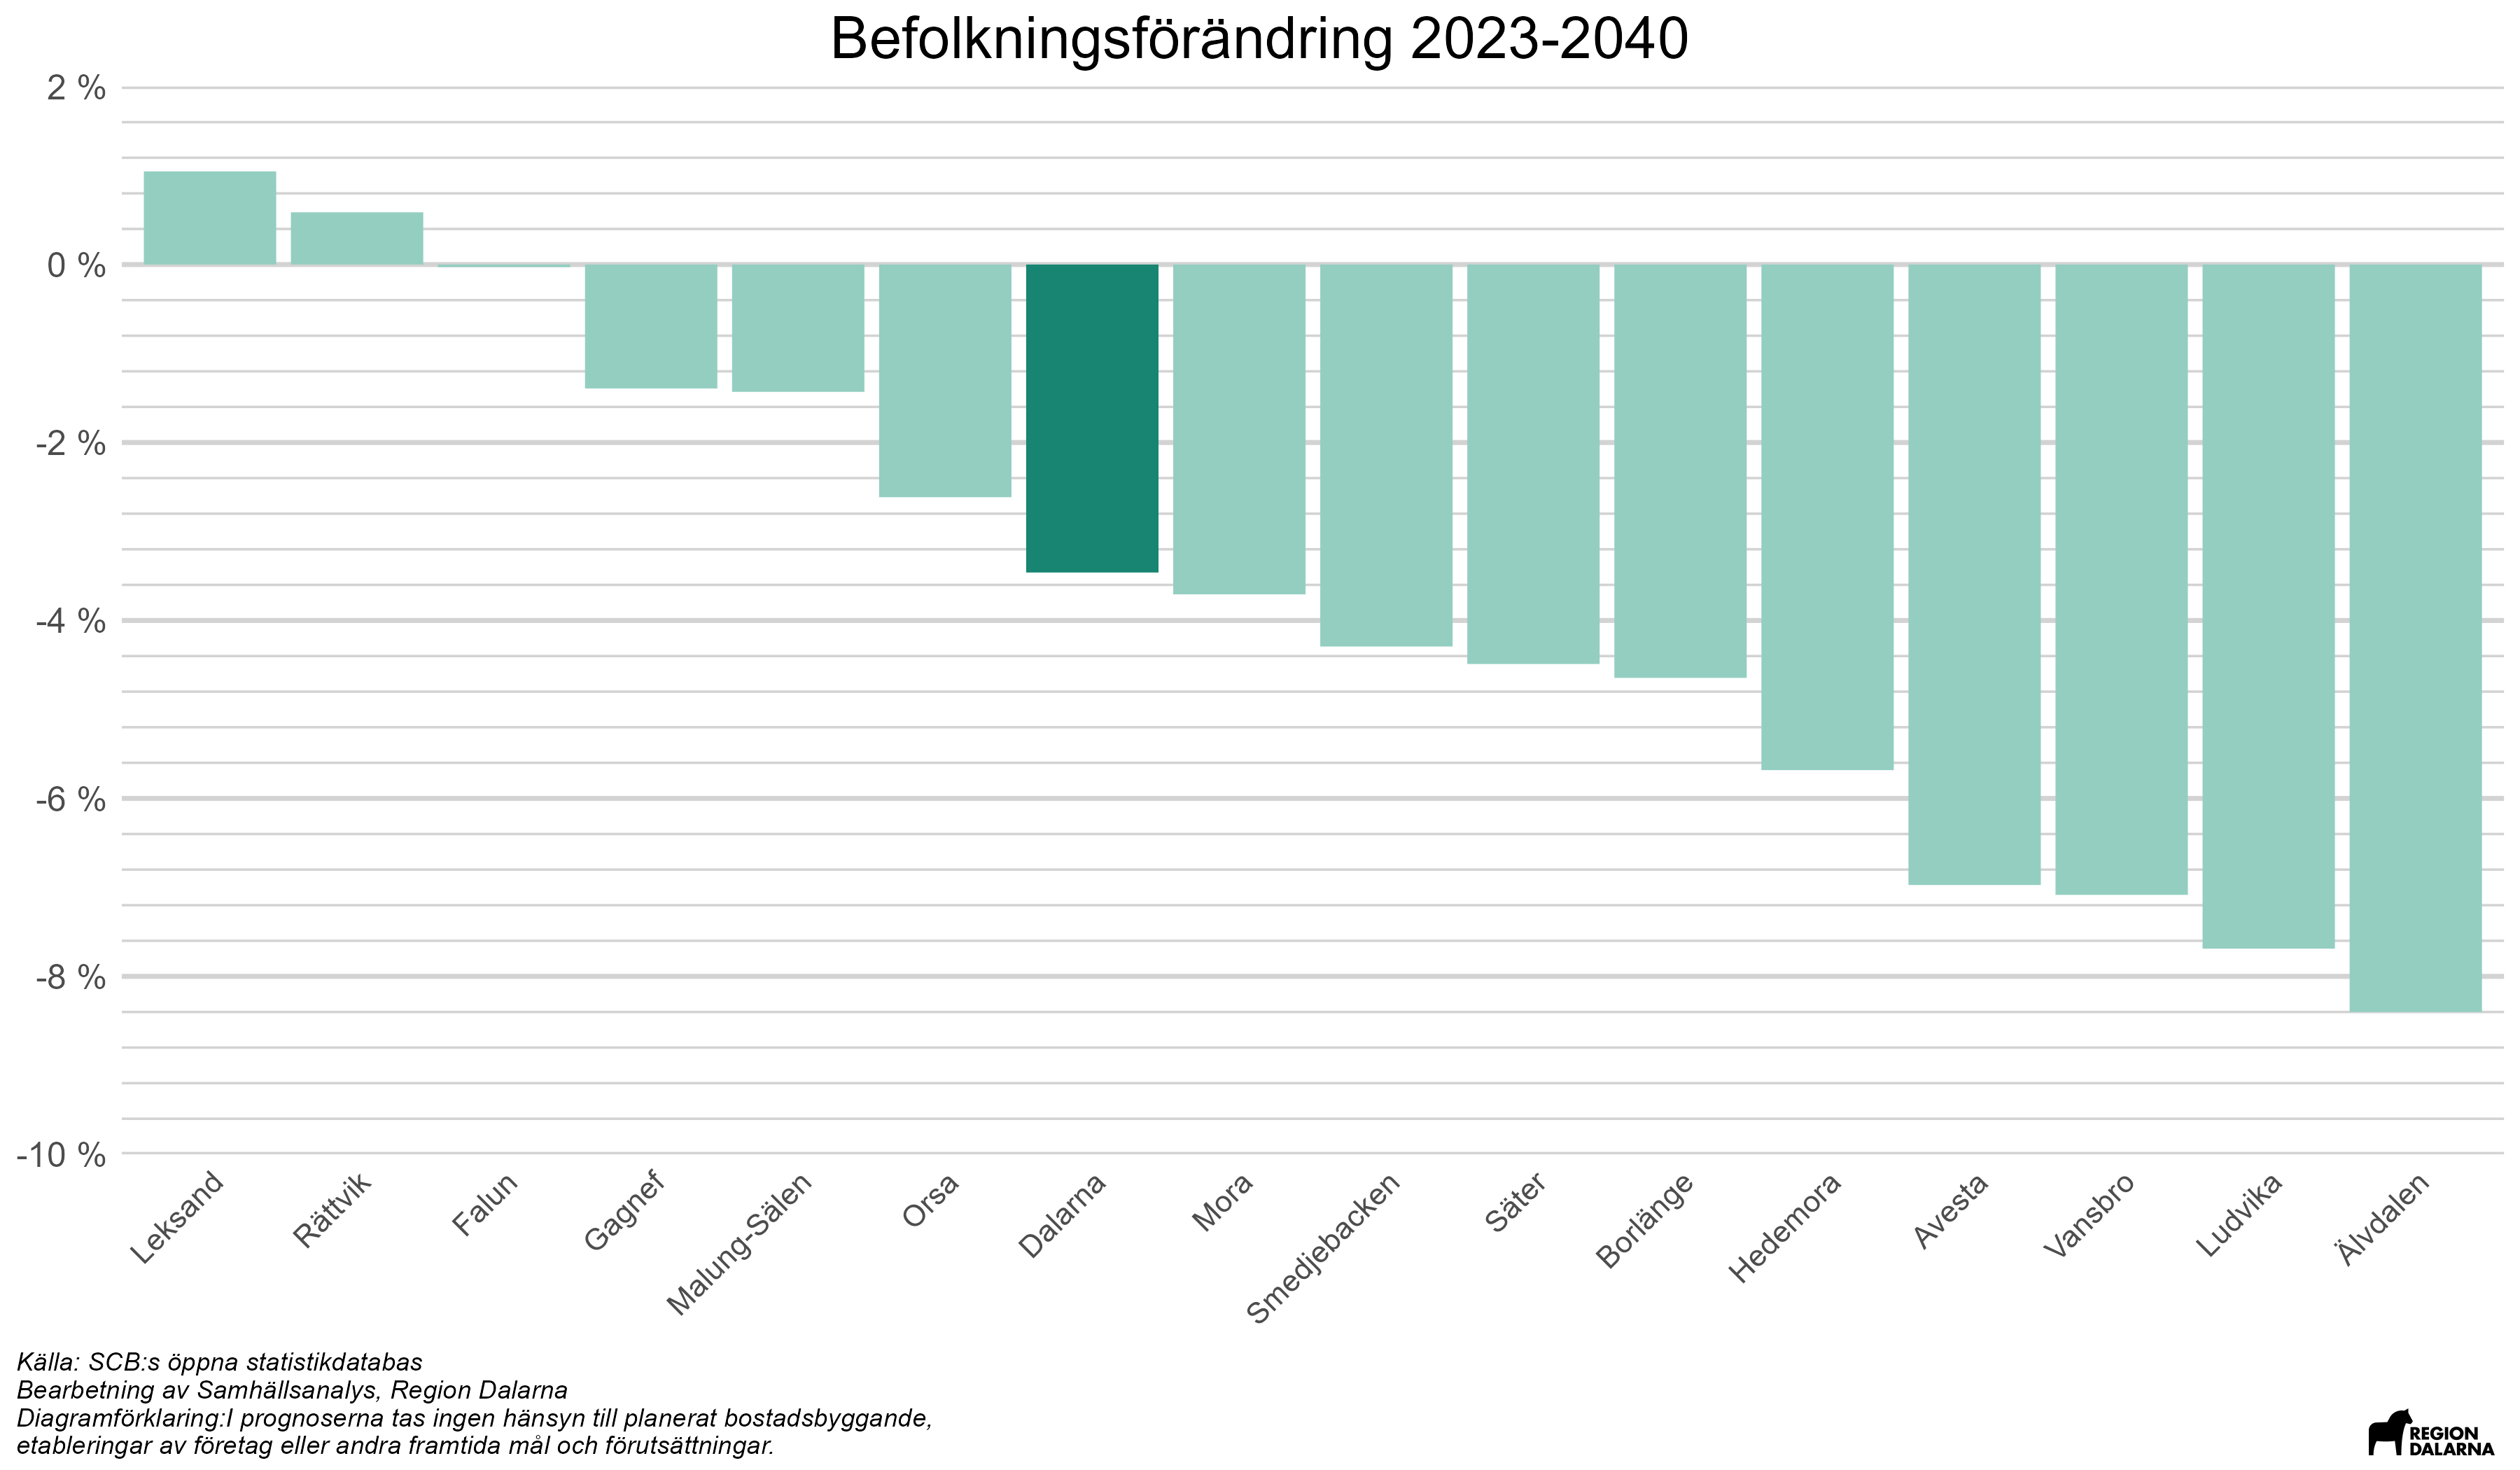 Befolkningsförändring 2023-2040
2 %
0 %
-2 %
-4 %
-6 %
-8 %
-10 %
Leksand
Rättvik
Falun
Gagnef
Malung-Sälen
Orsa
Dalarna
Mora
Smedjebacken
Säter
Borlänge
Hedemora
Avesta
Vansbro
Ludvika
Älvdalen
Källa: SCB:s öppna statistikdatabas
Bearbetning av Samhällsanalys, Region Dalarna
Diagramförklaring:I prognoserna tas ingen hänsyn till planerat bostadsbyggande,
etableringar av företag eller andra framtida mål och förutsättningar.
REGION
DALARNA